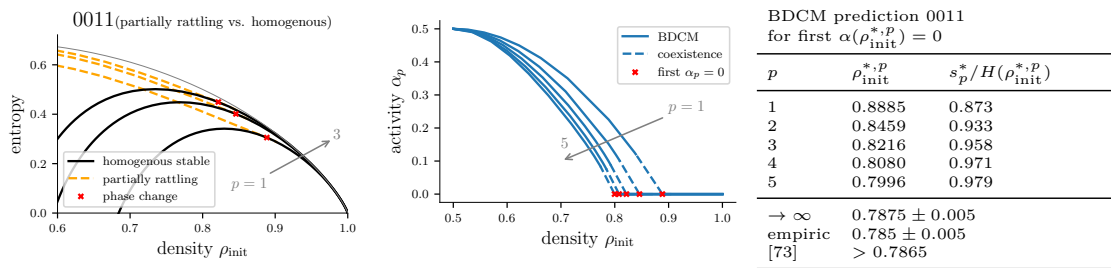 0011(partially rattling vs. homogenous)
entropy
0.6
0.4
0.2
0.0
3
p = 1
homogenous stable
partially rattling
phase change
0.6 0.7 0.8 0.9 1.0
density ρinit
activity αp
0.5
0.4
0.3
0.2
0.1
0.0
BDCM
coexistence
first αp = 0
p = 1
5
0.5 0.6 0.7 0.8 0.9 1.0
density ρinit
BDCM prediction 0011
for first α(ρ*,p init) = 0
p ρ*,p init s*p/H(ρ*,p init)
1 0.8885 0.873
2 0.8459 0.933
3 0.8216 0.958
4 0.8080 0.971
5 0.7996 0.979
→ ∞ 0.7875 ± 0.005
empiric 0.785 ± 0.005
[73] > 0.7865